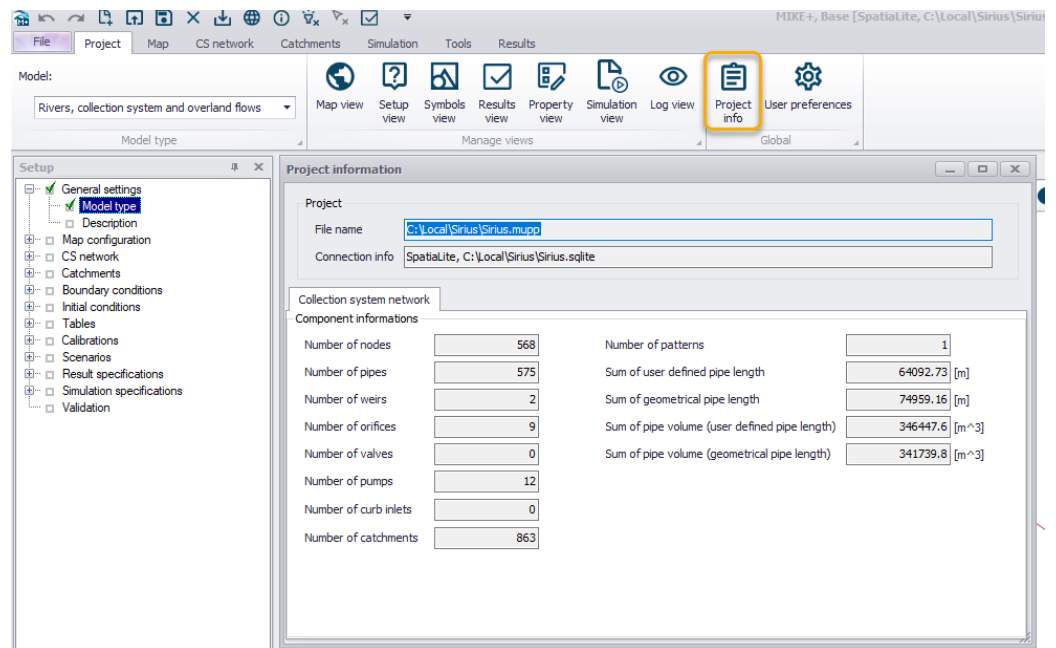 MIKE+, Base [SpatiaLite, C:\Local\Sirius\Sirius
File Project Map CS network Catchments Simulation Tools Results
Model:
Rivers, collection system and overland flows
Model type
Map view Setup view Symbols view Results view Property view Simulation view Log view Project info User preferences
Manage views Global
Setup
General settings
Model type
Description
Map configuration
CS network
Catchments
Boundary conditions
Initial conditions
Tables
Calibrations
Scenarios
Result specifications
Simulation specifications
Validation
Project information
Project
File name C:\Local\Sirius\Sirius.mupp
Connection info SpatiaLite, C:\Local\Sirius\Sirius.sqlite
Collection system network
Component informations
Number of nodes 568
Number of pipes 575
Number of weirs 2
Number of orifices 9
Number of valves 0
Number of pumps 12
Number of curb inlets 0
Number of catchments 863
Number of patterns 1
Sum of user defined pipe length 64092.73 [m]
Sum of geometrical pipe length 74959.16 [m]
Sum of pipe volume (user defined pipe length) 346447.6 [m^3]
Sum of pipe volume (geometrical pipe length) 341739.8 [m^3]